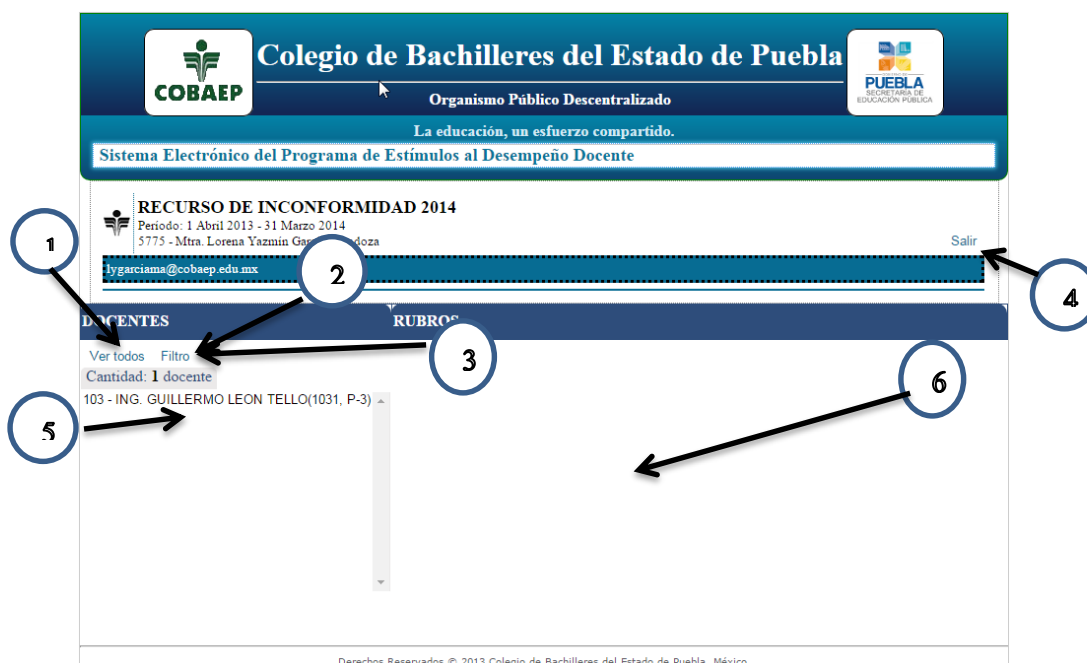 Colegio de Bachilleres del Estado de Puebla
COBAEP
PUEBLA
SECRETARÍA DE
EDUCACIÓN PÚBLICA
Organismo Público Descentralizado
La educación, un esfuerzo compartido.
Sistema Electrónico del Programa de Estímulos al Desempeño Docente
RECURSO DE INCONFORMIDAD 2014
Periodo: 1 Abril 2013 - 31 Marzo 2014
5775 - Mtra. Lorena Yazmín
Salir
1
lygarciama@cobaep.edu.mx
2
4
DOCENTES RUBROS
Ver todos Filtro
3
Cantidad: 1 docente
6
103 - ING. GUILLERMO LEON TELLO(1031, P-3)
5
Derechos Reservados © 2013 Colegio de Bachilleres del Estado de Puebla, México